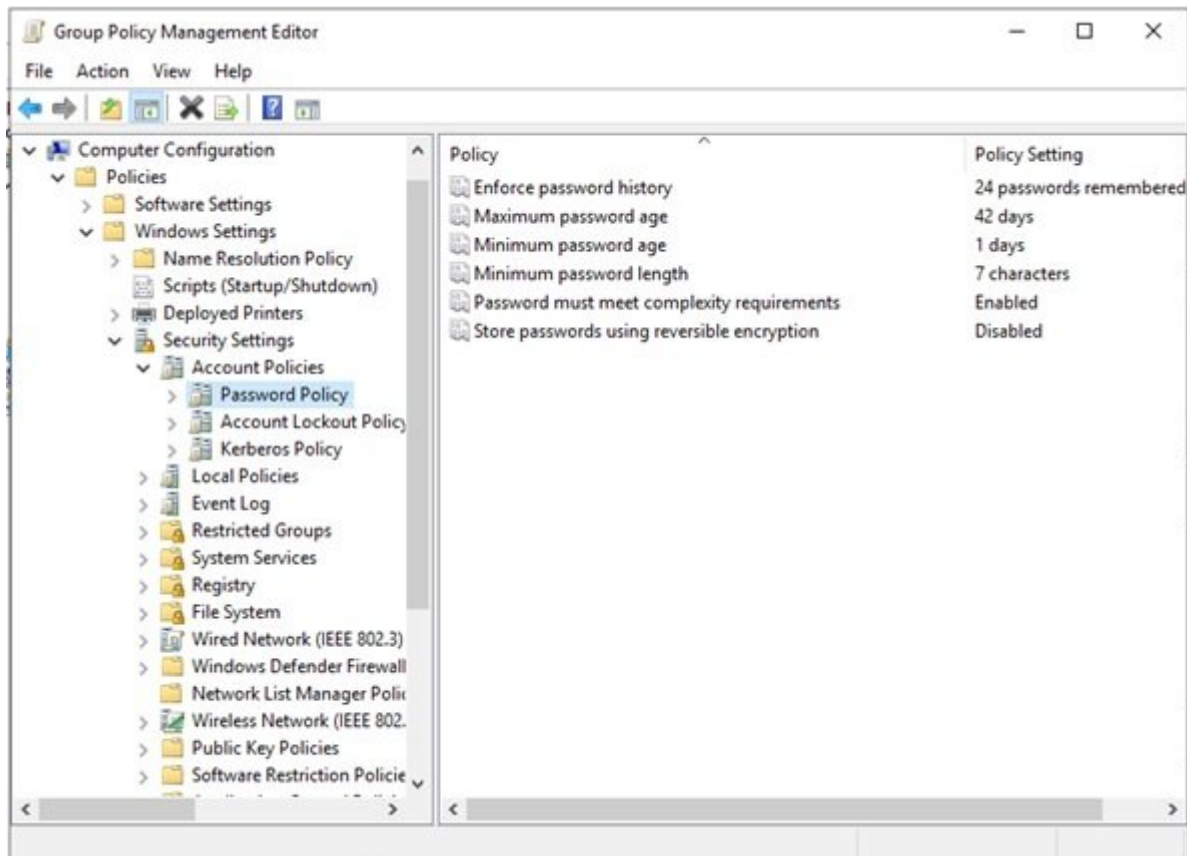 Group Policy Management Editor
File Action View Help
Computer Configuration
Policies
Software Settings
Windows Settings
Name Resolution Policy
Scripts (Startup/Shutdown)
Deployed Printers
Security Settings
Account Policies
Password Policy
Account Lockout Policy
Kerberos Policy
Local Policies
Event Log
Restricted Groups
System Services
Registry
File System
Wired Network (IEEE 802.3)
Windows Defender Firewall
Network List Manager Polic
Wireless Network (IEEE 802.
Public Key Policies
Software Restriction Policie
Policy Policy Setting
Enforce password history 24 passwords remembered
Maximum password age 42 days
Minimum password age 1 days
Minimum password length 7 characters
Password must meet complexity requirements Enabled
Store passwords using reversible encryption Disabled